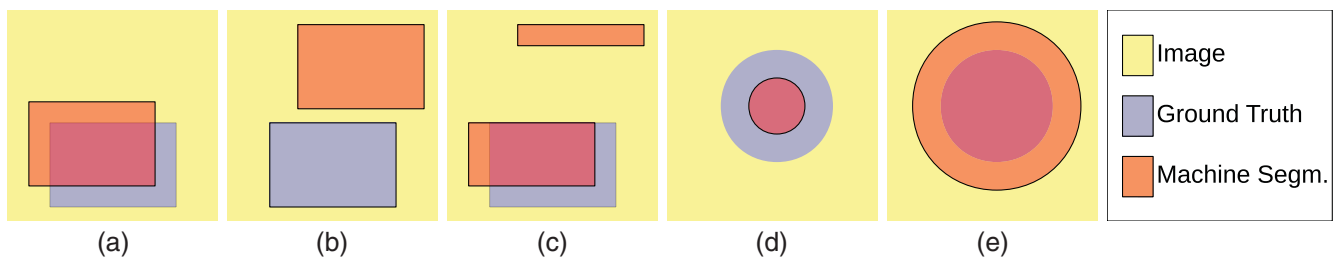 Image
Ground Truth
Machine Segm.
(a)
(b)
(c)
(d)
(e)